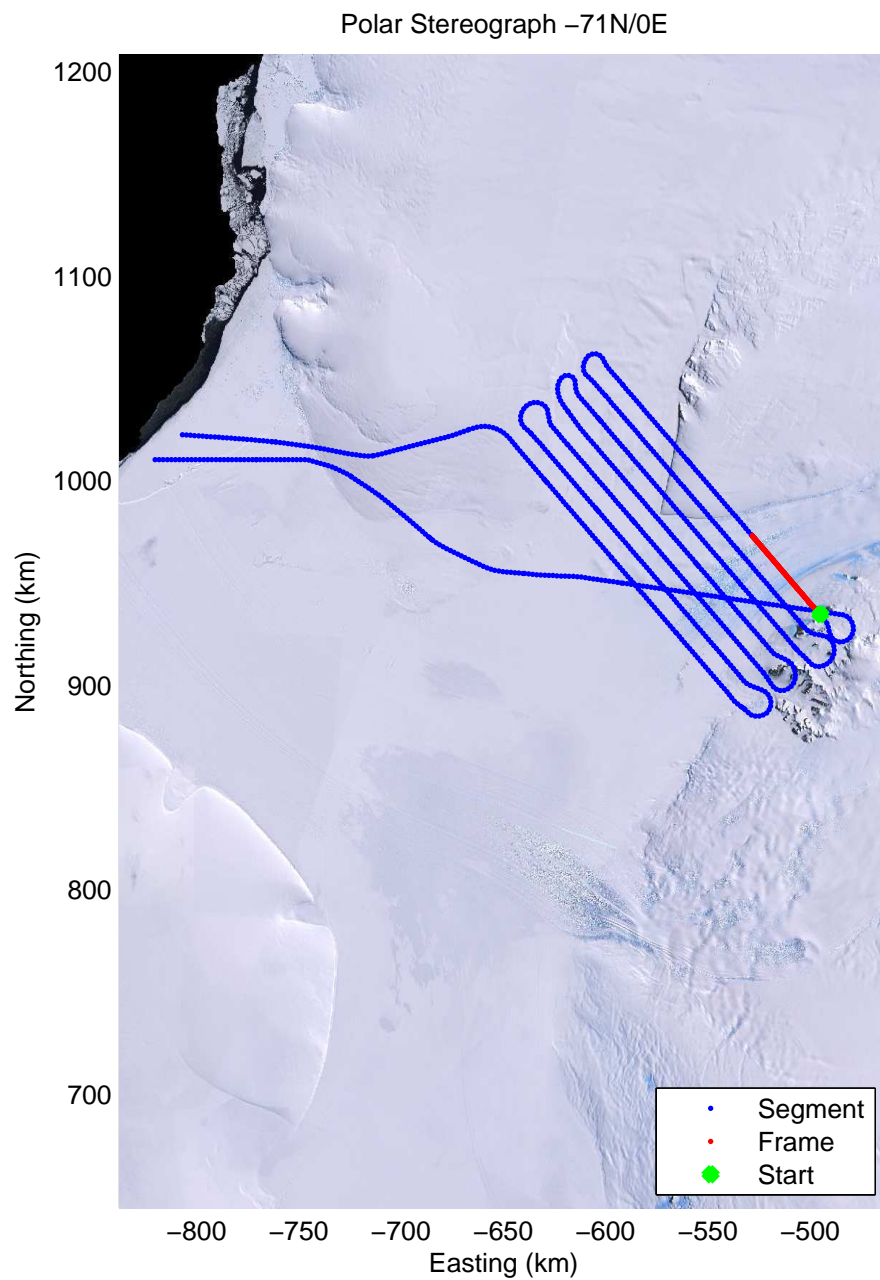 Polar Stereograph −71N/0E
1200
1100
1000
900
800
700
Northing (km)
−800
−750
−700
−650
−600
−550
−500
Easting (km)
Segment
Frame
Start